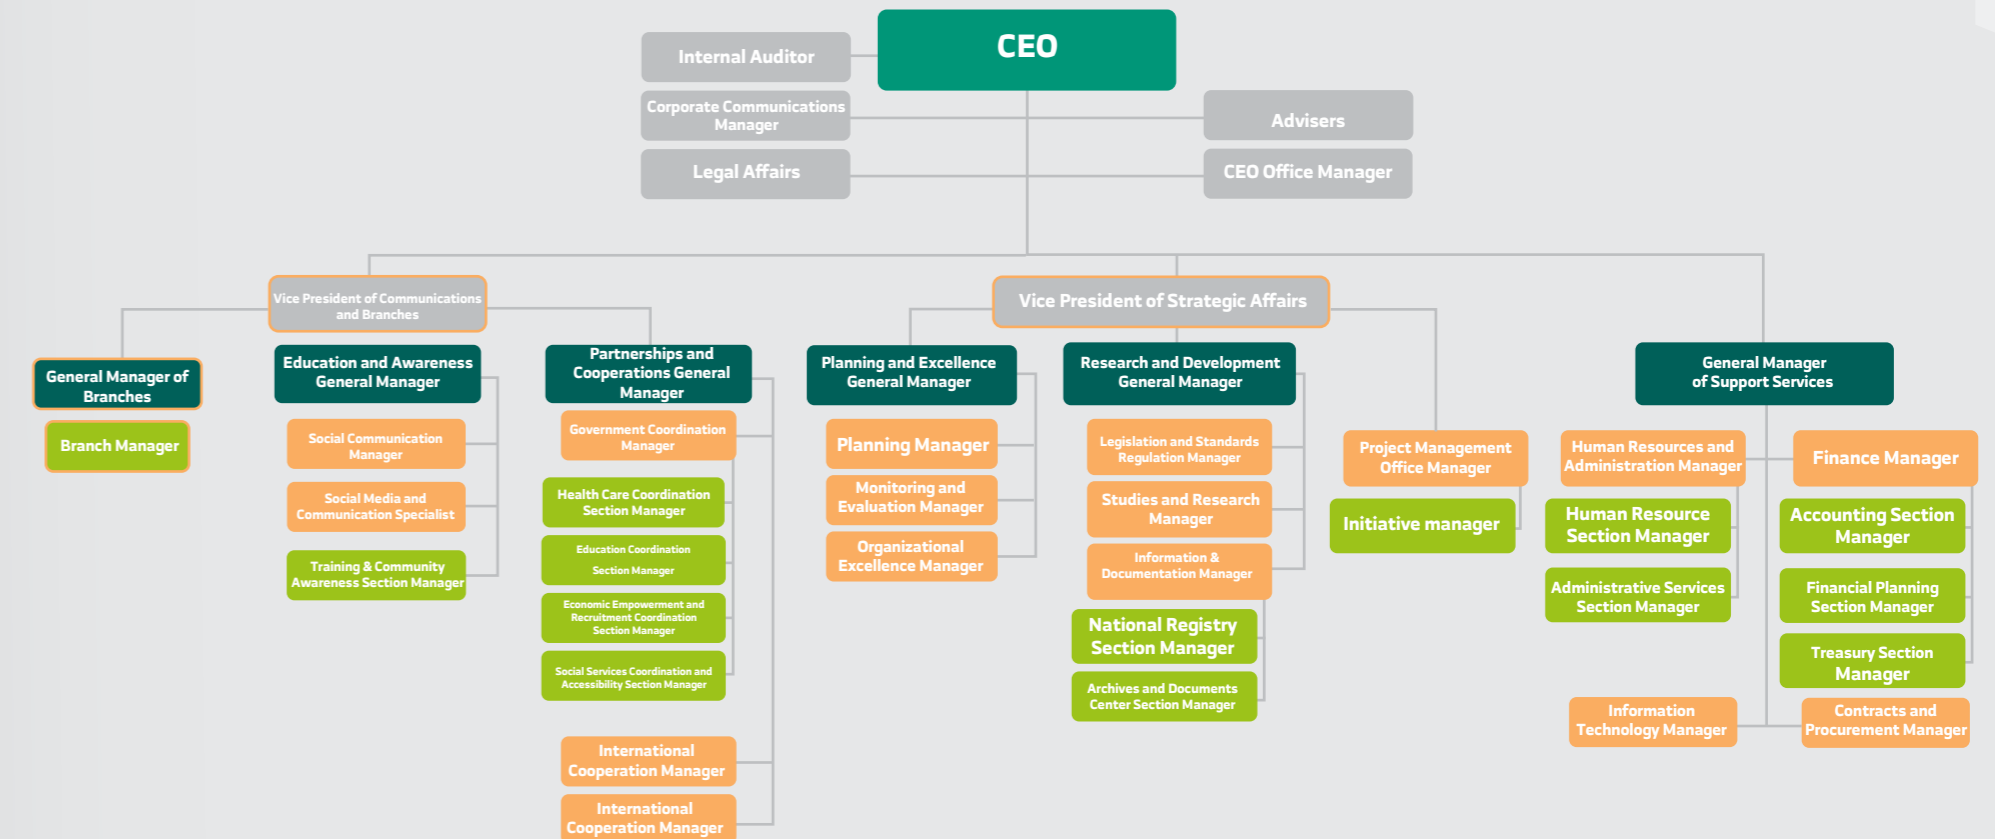 CEO
Internal Auditor
Corporate Communications
Manager
Advisers
Legal Affairs
CEO Office Manager
Vice President of Communications
and Branches
Vice President of Strategic Affairs
General Manager of
Branches
Branch Manager
Education and Awareness
General Manager
Social Communication
Manager
Social Media and
Communication Specialist
Training & Community
Awareness Section Manager
Partnerships and
Cooperations General
Manager
Government Coordination
Manager
Health Care Coordination
Section Manager
Education Coordination
Section Manager
Economic Empowerment and
Recruitment Coordination
Section Manager
Social Services Coordination and
Accessibility Section Manager
International
Cooperation Manager
International
Cooperation Manager
Planning and Excellence
General Manager
Planning Manager
Monitoring and
Evaluation Manager
Organizational
Excellence Manager
Research and Development
General Manager
Legislation and Standards
Regulation Manager
Studies and Research
Manager
Information &
Documentation Manager
National Registry
Section Manager
Archives and Documents
Center Section Manager
Project Management
Office Manager
Initiative manager
General Manager
of Support Services
Human Resources and
Administration Manager
Human Resource
Section Manager
Administrative Services
Section Manager
Finance Manager
Accounting Section
Manager
Financial Planning
Section Manager
Treasury Section
Manager
Information
Technology Manager
Contracts and
Procurement Manager